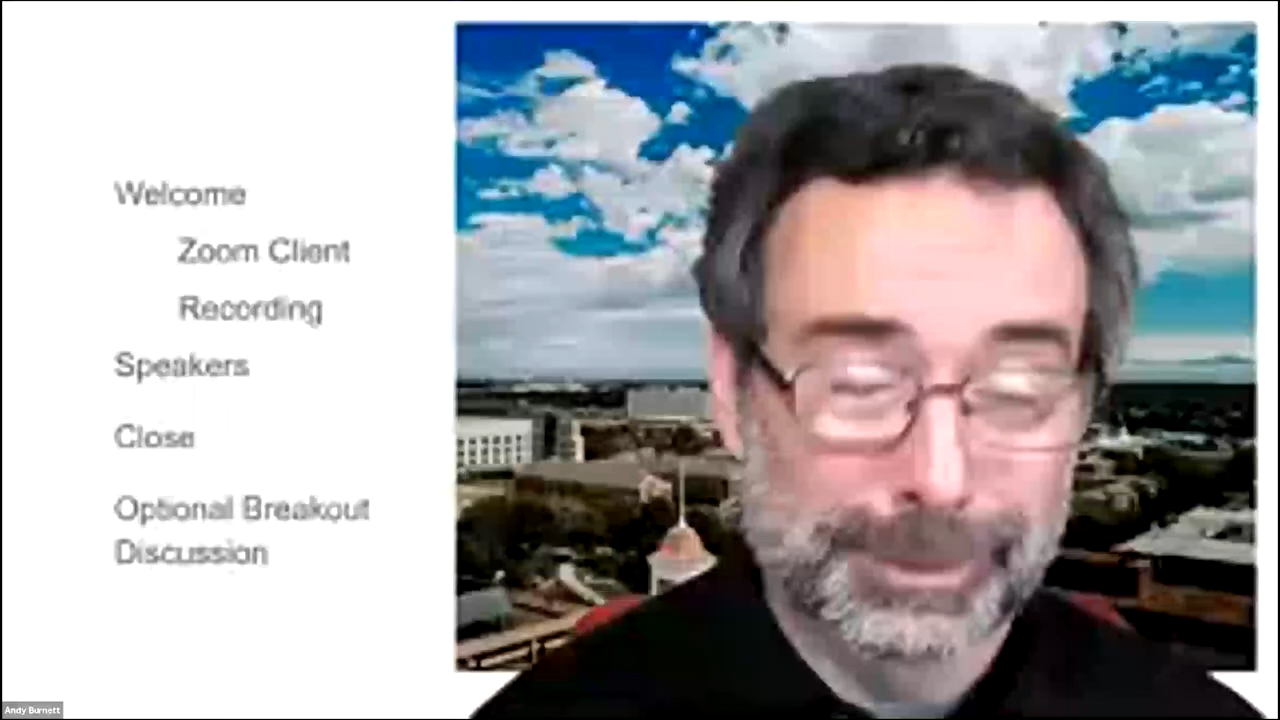 Welcome
Zoom Client
Recording
Speakers
Close
Optional Breakout
Discussion
Andy Burnett